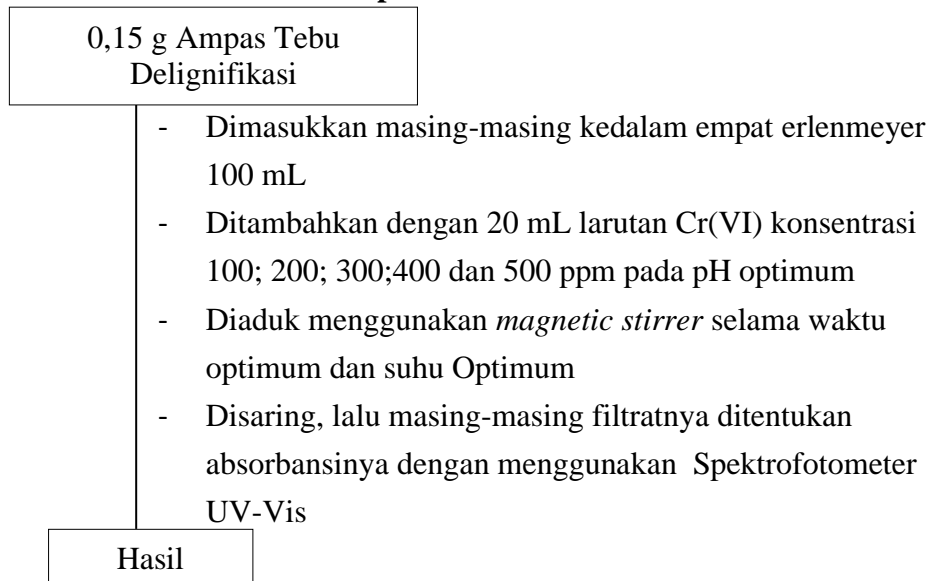 0,15 g Ampas Tebu
Delignifikasi
- Dimasukkan masing-masing kedalam empat erlenmeyer
100 mL
- Ditambahkan dengan 20 mL larutan Cr(VI) konsentrasi
100; 200; 300;400 dan 500 ppm pada pH optimum
- Diaduk menggunakan magnetic stirrer selama waktu
optimum dan suhu Optimum
- Disaring, lalu masing-masing filtratnya ditentukan
absorbansinya dengan menggunakan Spektrofotometer
UV-Vis
Hasil